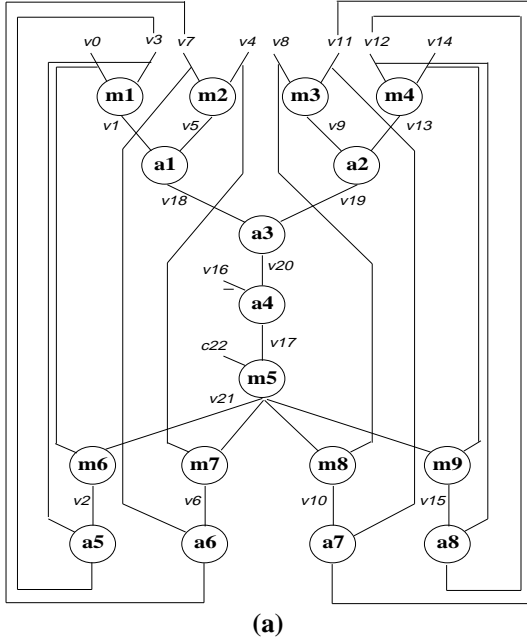 v0 v3 v7 v4 v8 v11 v12 v14
m1 m2 m3 m4
v1 v5 v9 v13
a1 a2
v18 v19
a3
v16 v20
a4
c22 v17
m5
v21
m6 m7 m8 m9
v2 v6 v10 v15
a5 a6 a7 a8
(a)